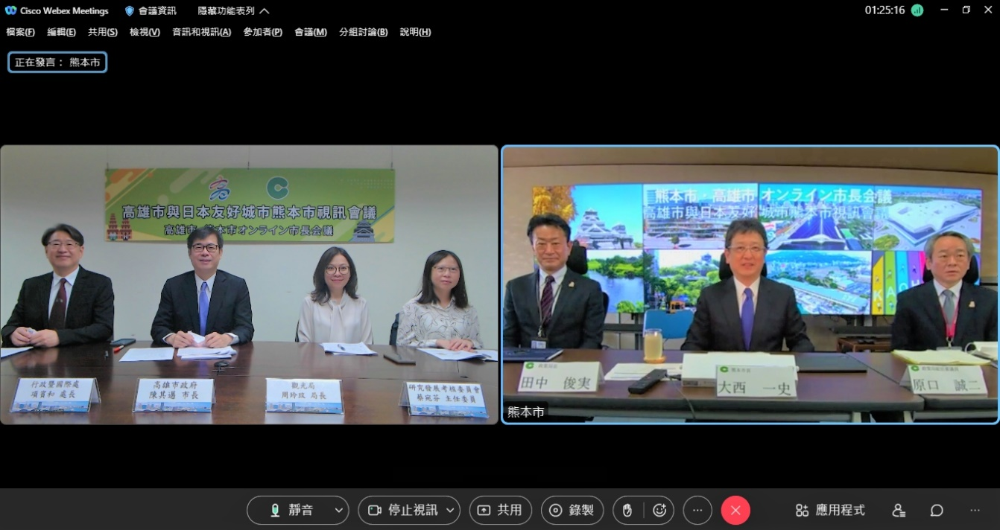 Cisco Webex Meetings
會議資訊
隱藏功能表列
01:25:16
檔案(F) 編輯(E) 共用(S) 檢視(V) 音訊和視訊(A) 參加者(P) 會議(M) 分組討論(B) 說明(H)
正在發言： 熊本市
高雄市與日本友好城市熊本市視訊會議
高雄市・熊本市オンライン市長会議
行政暨國際處
項賓和 處長
高雄市政府
陳其邁 市長
觀光局
周玲妏 局長
研究發展考核委員會
蔡宛芬 主任委員
熊本市・高雄市 オンライン市長会議
高雄市與日本友好 城市熊本市視訊會議
KAOH
田中 俊実
熊本市長
大西 一史
原口 誠二
熊本市
靜音
停止視訊
共用
錄製
應用程式